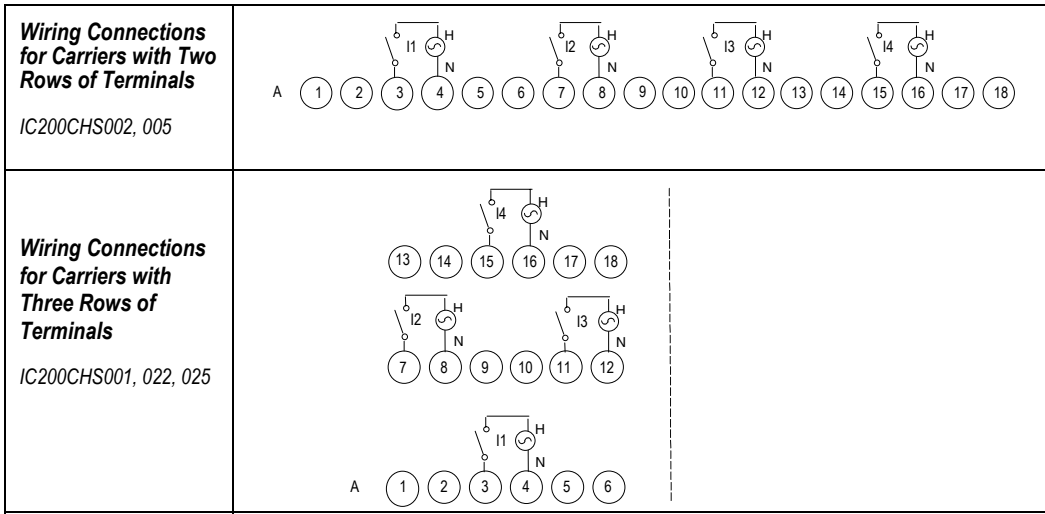 Wiring Connections
for Carriers with Two
Rows of Terminals
IC200CHS002, 005
I1 H I2 H I3 H I4 H
N N N N
A 1 2 3 4 5 6 7 8 9 10 11 12 13 14 15 16 17 18
Wiring Connections
for Carriers with
Three Rows of
Terminals
IC200CHS001, 022, 025
I4 H
N
13 14 15 16 17 18
I2 H I3 H
N N
7 8 9 10 11 12
I1 H
N
A 1 2 3 4 5 6